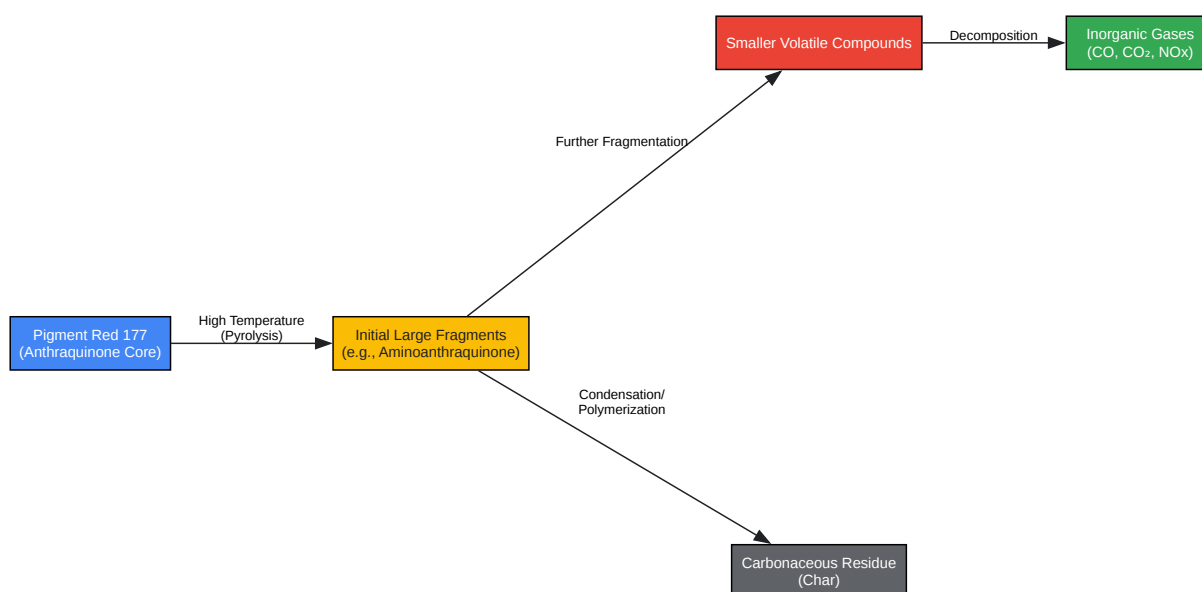 Smaller Volatile Compounds
Decomposition
Inorganic Gases
(CO, CO₂, NOx)
Further Fragmentation
Pigment Red 177
(Anthraquinone Core)
High Temperature
(Pyrolysis)
Initial Large Fragments
(e.g., Aminoanthraquinone)
Condensation/
Polymerization
Carbonaceous Residue
(Char)